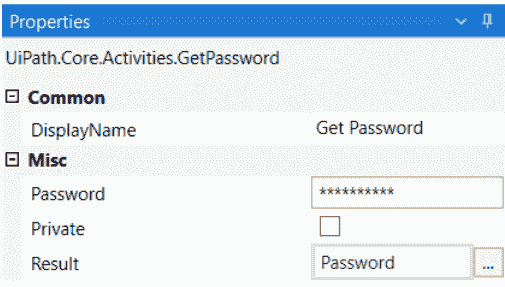 Properties
UiPath.Core.Activities.GetPassword
Common
DisplayName Get Password
Misc
Password **********
Private
Result Password ...